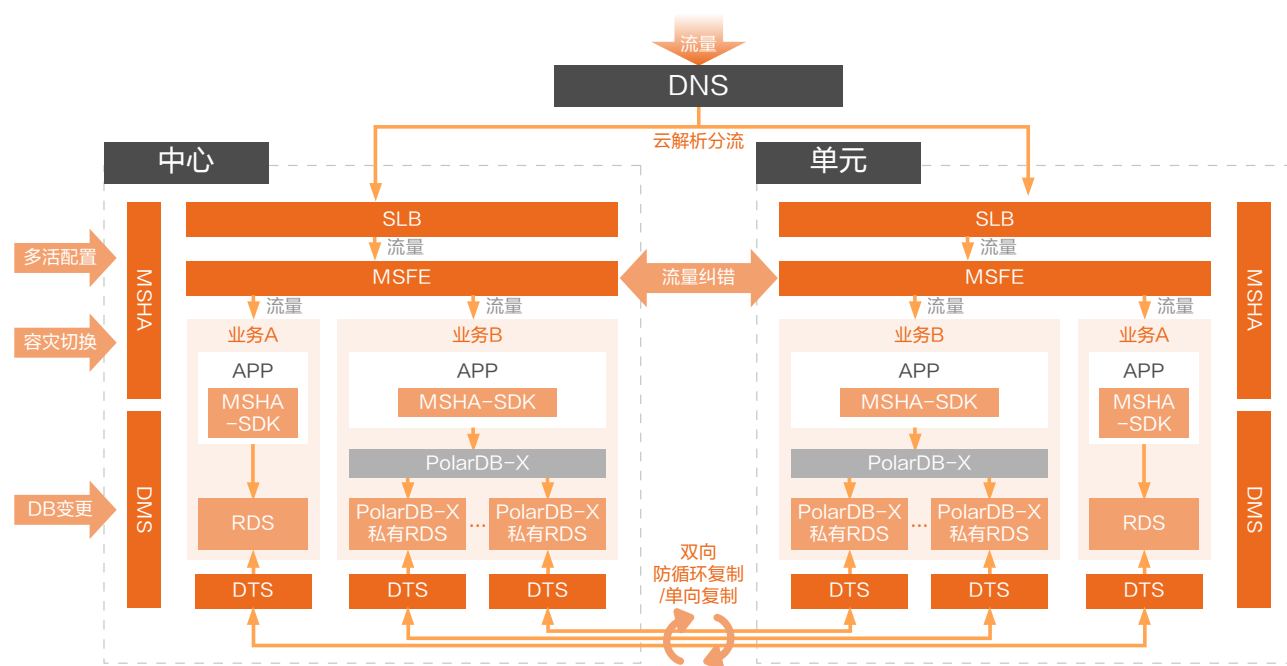 流量
DNS
云解析分流
中心
单元
多活配置
容灾切换
DB变更
MSHA
DMS
SLB
流量
MSFE
流量
流量
业务A
APP
MSHA
-SDK
RDS
DTS
业务B
APP
MSHA-SDK
PolarDB-X
PolarDB-X
私有RDS
...
PolarDB-X
私有RDS
DTS
DTS
流量纠错
双向
防循环复制
/单向复制
SLB
流量
MSFE
流量
流量
业务B
APP
MSHA-SDK
PolarDB-X
PolarDB-X
私有RDS
...
PolarDB-X
私有RDS
DTS
DTS
业务A
APP
MSHA
-SDK
RDS
DTS
MSHA
DMS